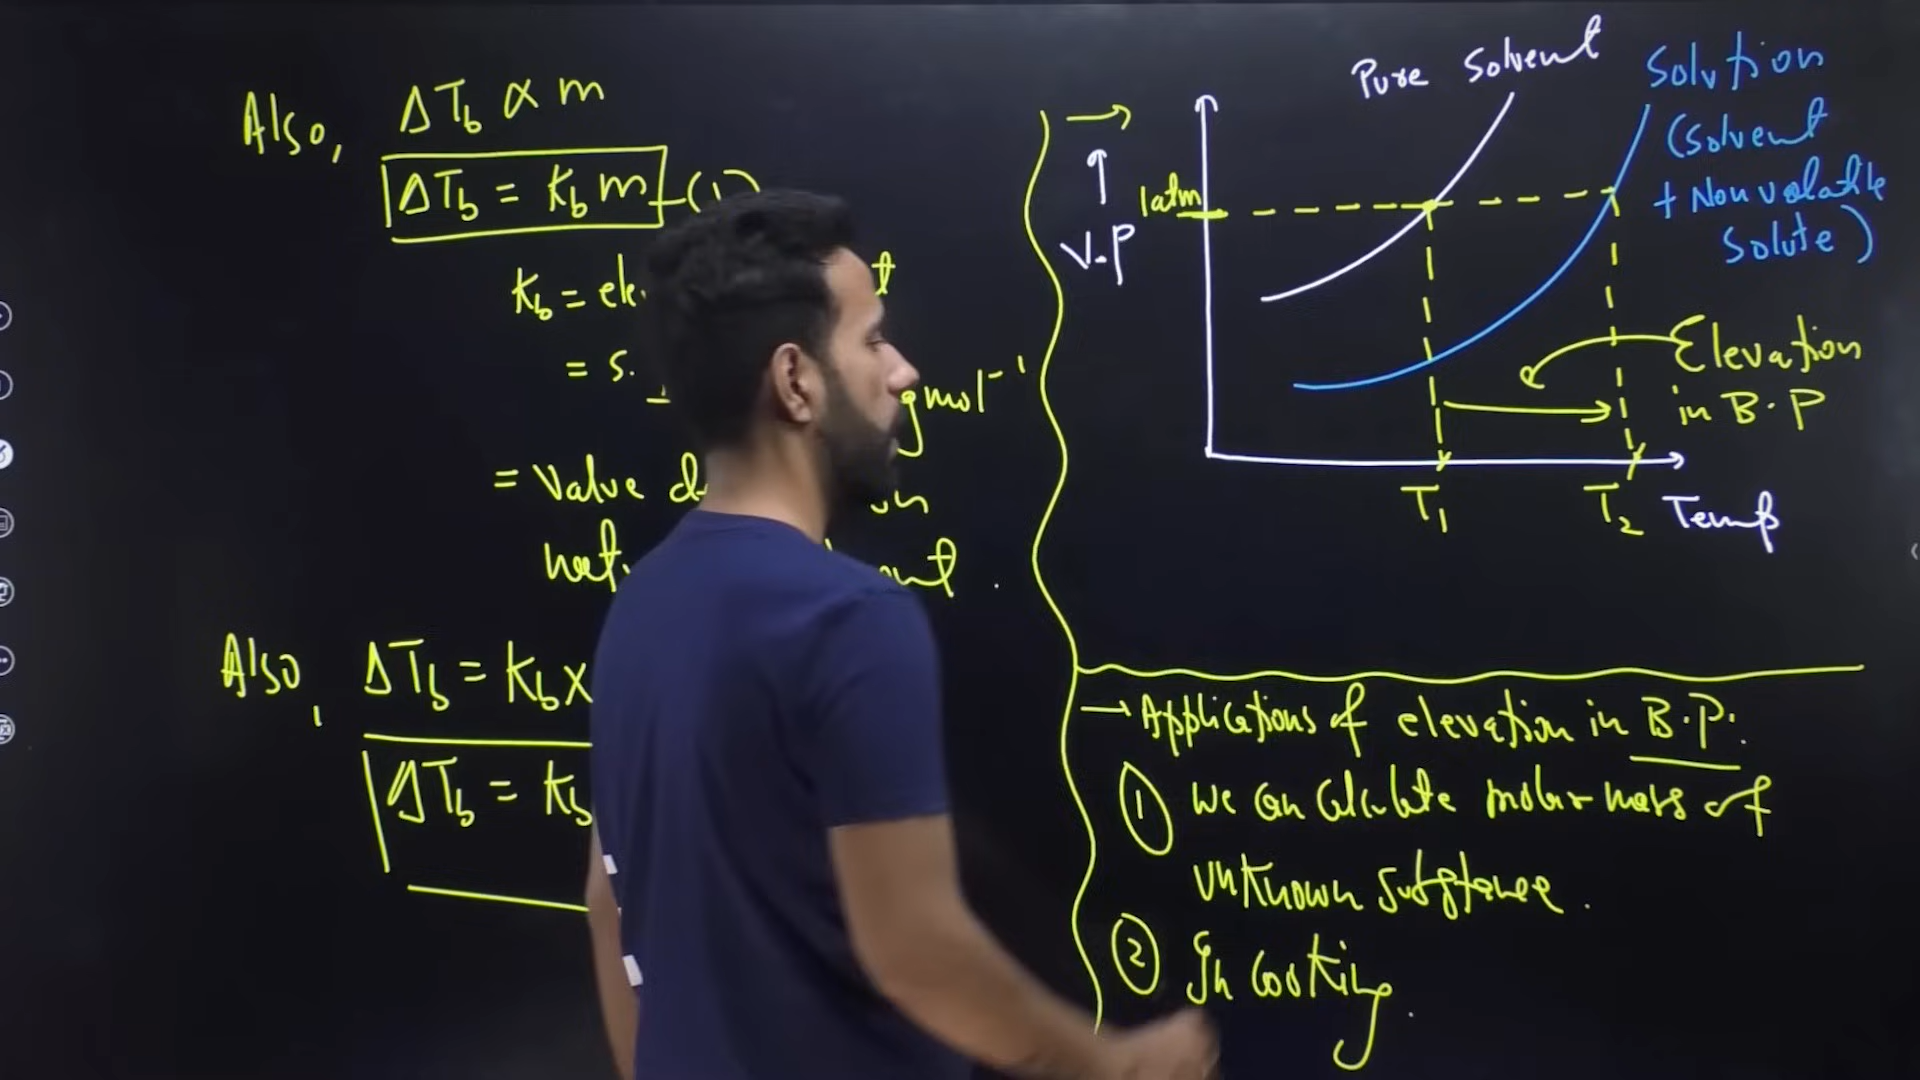 Also, ΔTb α m
ΔTb = Kb m -(1)
Kb = ele
= S.
g mol⁻¹
= value d
Also, ΔTb = Kb x
ΔTb = Kb
→
1atm
↑
V.P
Pure Solvent
Solution
(Solvent
+ Non volatile
Solute)
Elevation
in B.P
T1
T2
Temp
→ Applications of elevation in B.P.
① We can calculate molar mass of
unknown substance.
② In cooking.